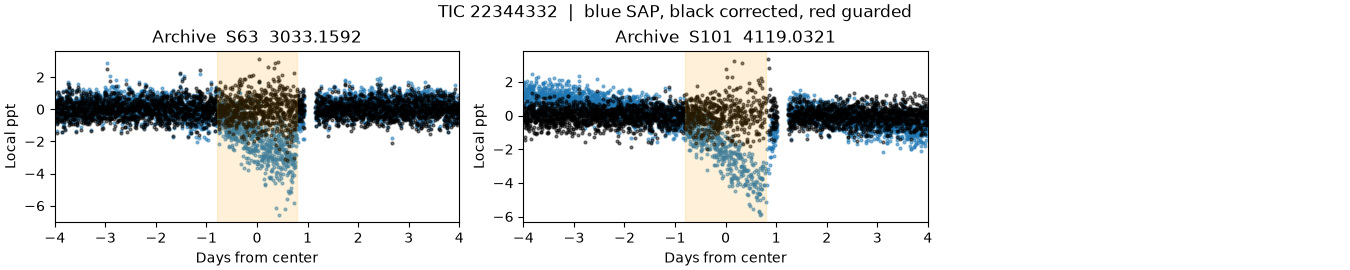 TIC 22344332 | blue SAP, black corrected, red guarded
Archive S63 3033.1592
Archive S101 4119.0321
Local ppt
2
0
−2
−4
−6
−4 −3 −2 −1 0 1 2 3 4
Days from center
Local ppt
2
0
−2
−4
−6
−4 −3 −2 −1 0 1 2 3 4
Days from center